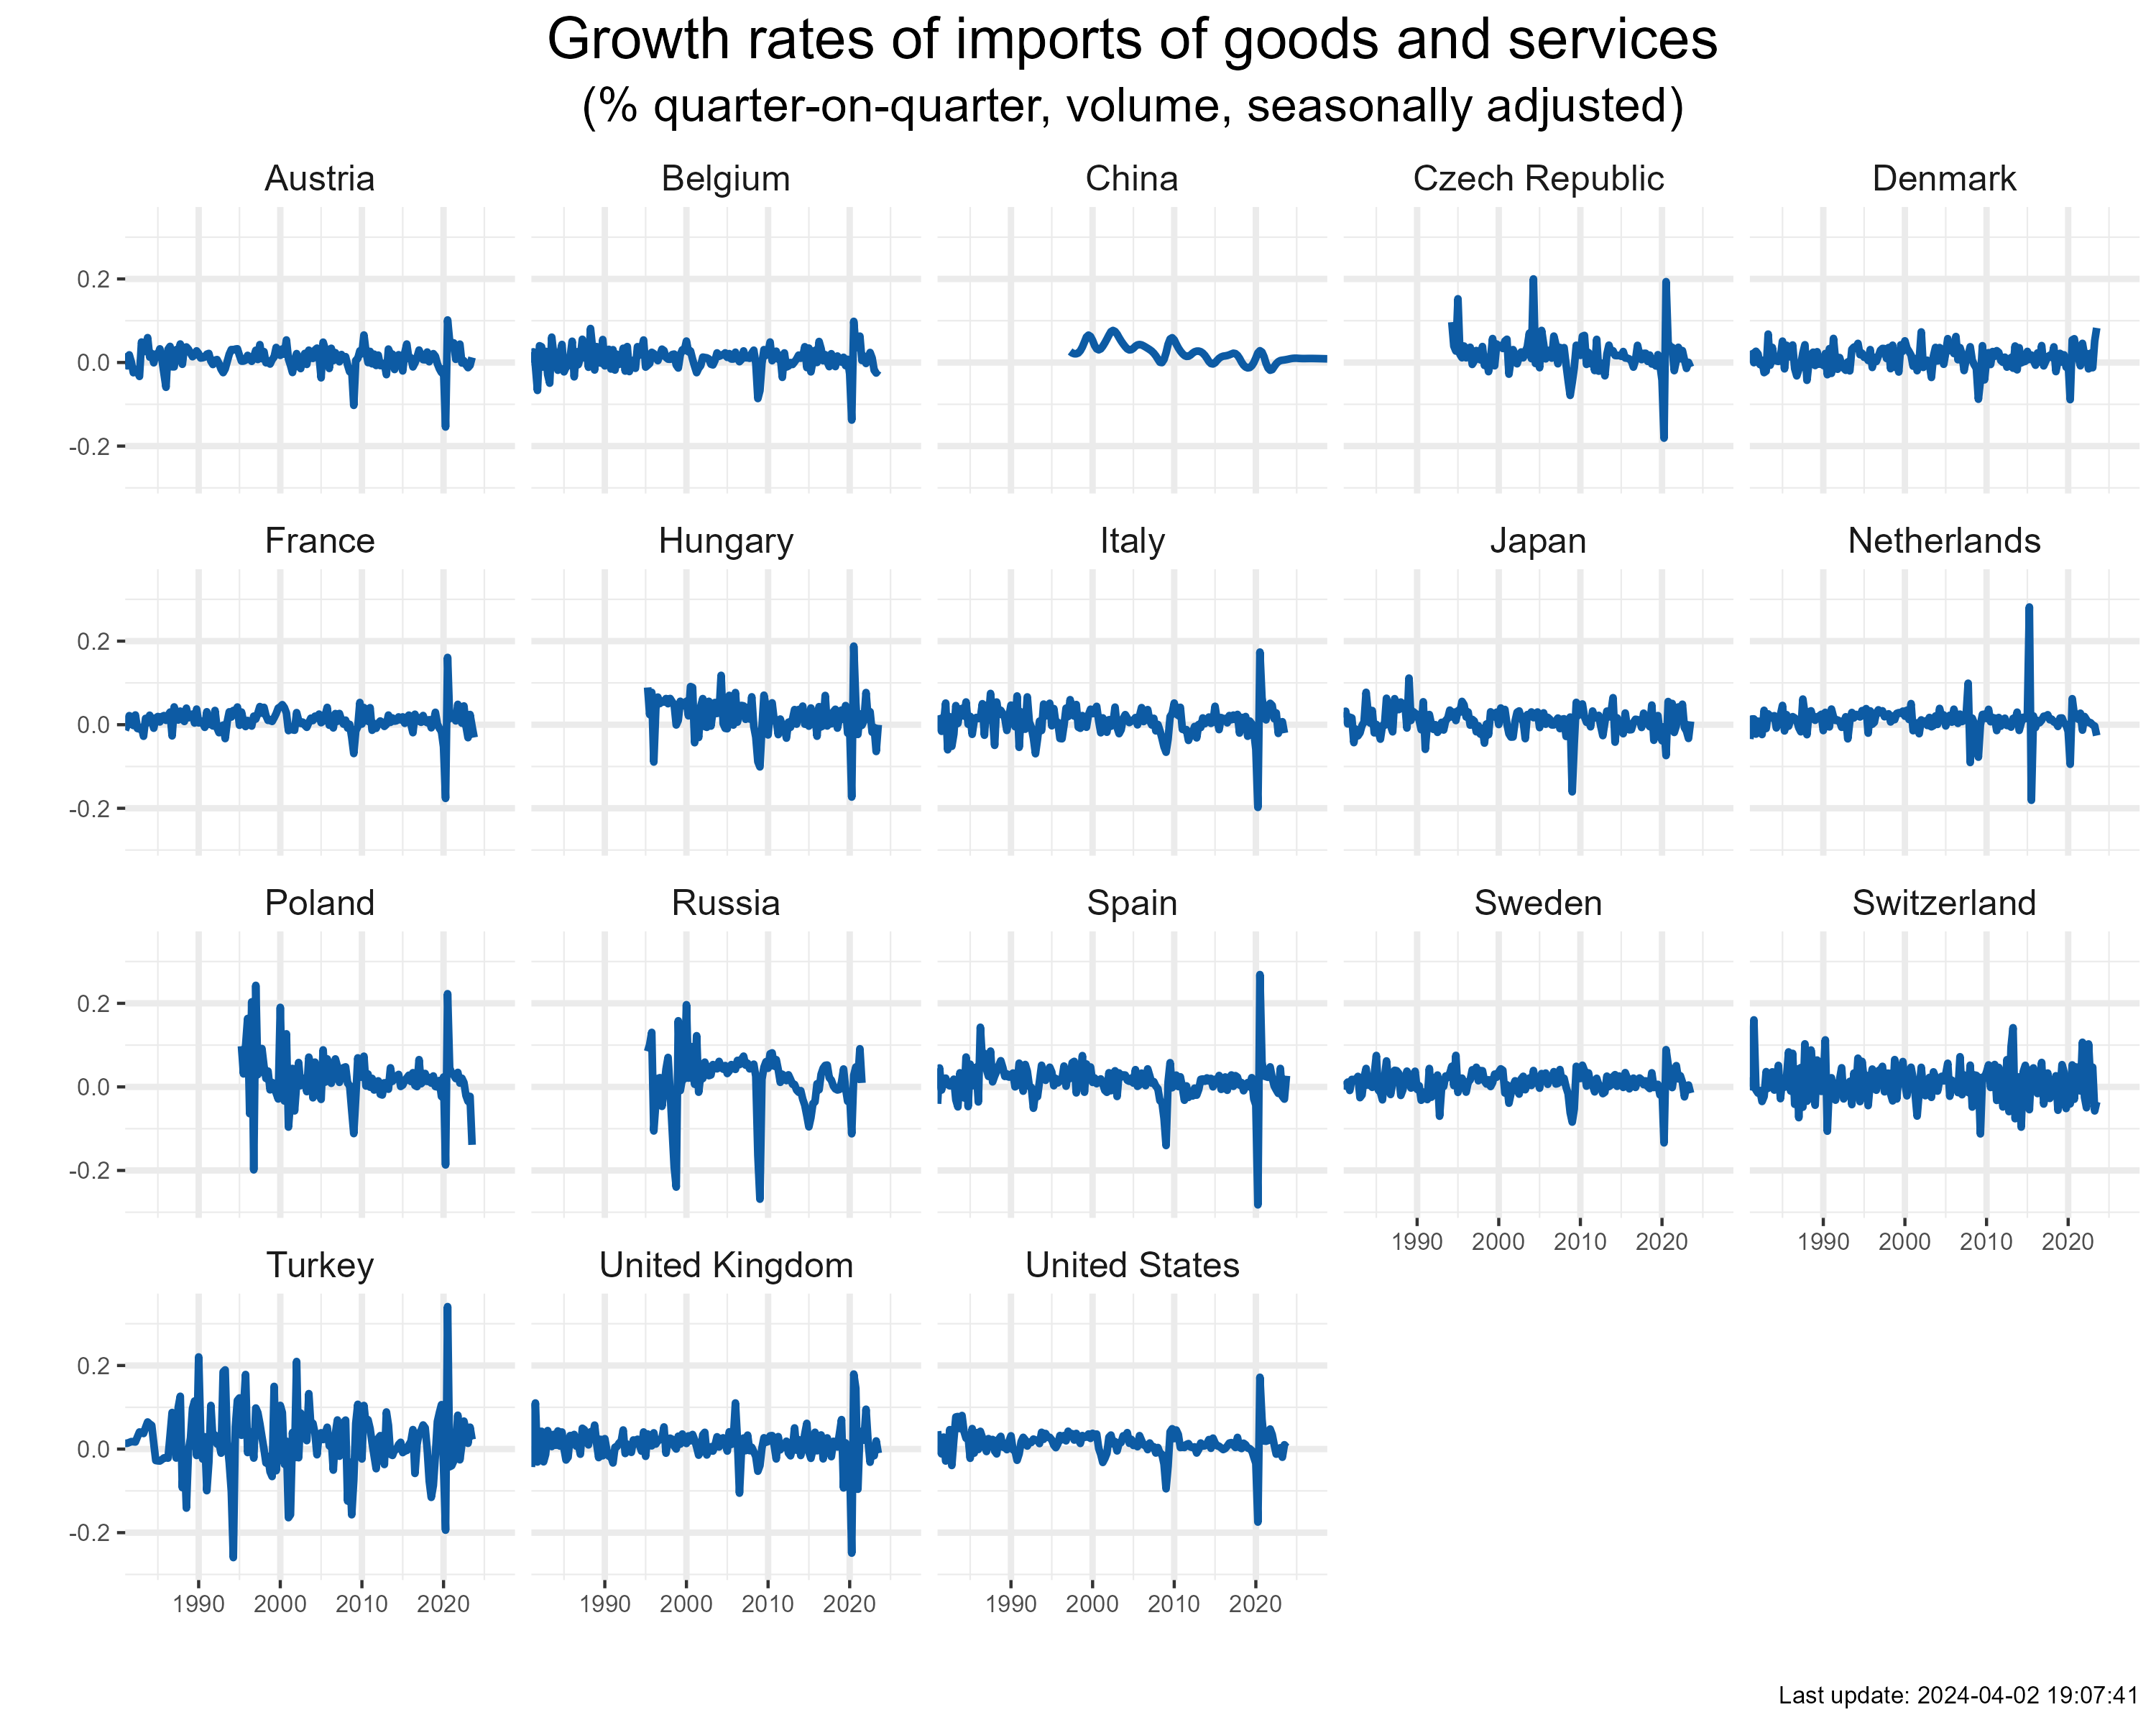 Growth rates of imports of goods and services
(% quarter-on-quarter, volume, seasonally adjusted)
Austria Belgium China Czech Republic Denmark
0.2
0.0
-0.2
France Hungary Italy Japan Netherlands
0.2
0.0
-0.2
Poland Russia Spain Sweden Switzerland
0.2
0.0
-0.2
1990 2000 2010 2020 1990 2000 2010 2020
Turkey United Kingdom United States
0.2
0.0
-0.2
1990 2000 2010 2020 1990 2000 2010 2020 1990 2000 2010 2020
Last update: 2024-04-02 19:07:41